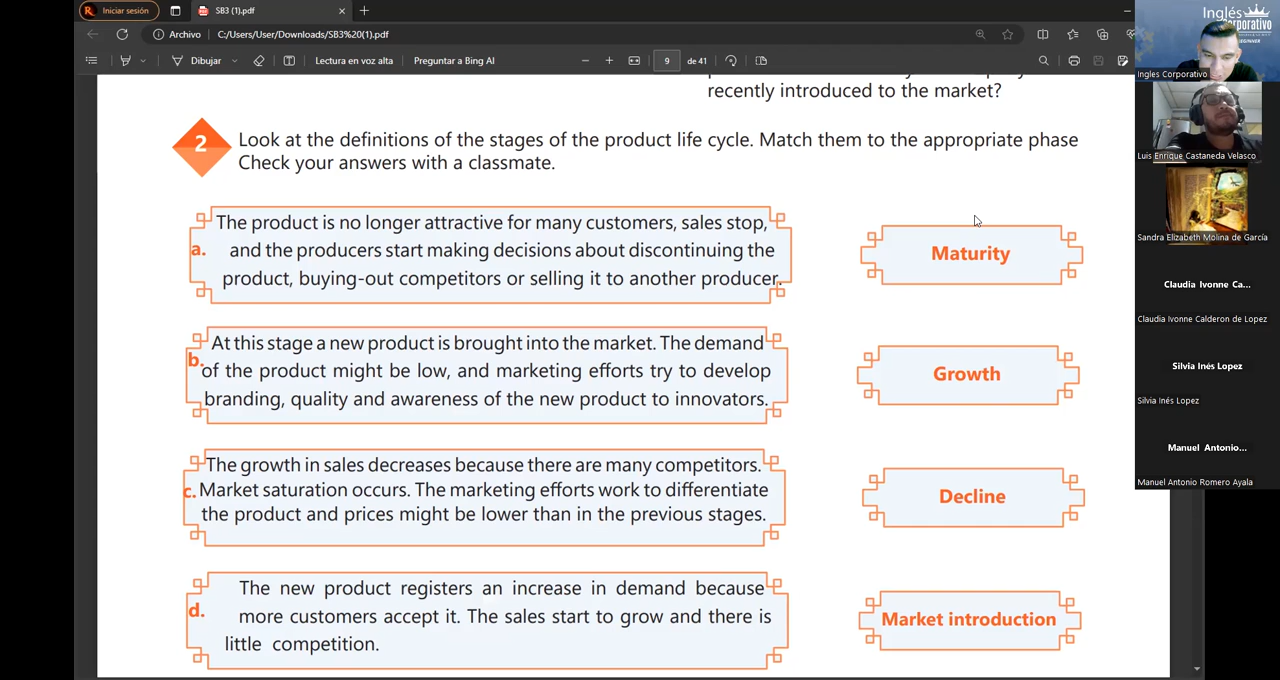 Iniciar sesión
SB3 (1).pdf
Archivo
C:/Users/User/Downloads/SB3%20(1).pdf
Dibujar
Lectura en voz alta
Preguntar a Bing AI
9
de 41
recently introduced to the market?
2
Look at the definitions of the stages of the product life cycle. Match them to the appropriate phase
Check your answers with a classmate.
a.
The product is no longer attractive for many customers, sales stop,
and the producers start making decisions about discontinuing the
product, buying-out competitors or selling it to another producer.
Maturity
b.
At this stage a new product is brought into the market. The demand
of the product might be low, and marketing efforts try to develop
branding, quality and awareness of the new product to innovators.
Growth
c.
The growth in sales decreases because there are many competitors.
Market saturation occurs. The marketing efforts work to differentiate
the product and prices might be lower than in the previous stages.
Decline
d.
The new product registers an increase in demand because
more customers accept it. The sales start to grow and there is
little competition.
Market introduction
Inglés
Corporativo
Ingles Corporativo
Luis Enrique Castaneda Velasco
Sandra Elizabeth Molina de García
Claudia Ivonne Ca...
Claudia Ivonne Calderon de Lopez
Silvia Inés Lopez
Silvia Inés Lopez
Manuel Antonio...
Manuel Antonio Romero Ayala